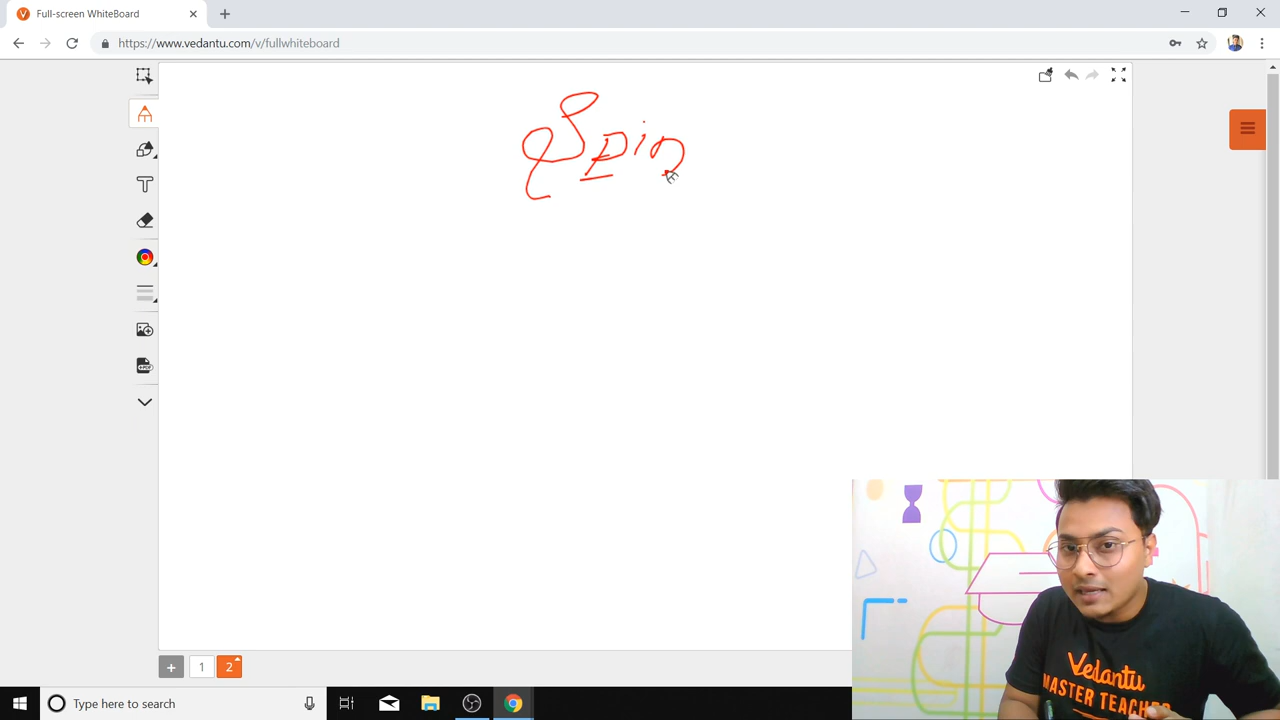 Full-screen WhiteBoard
https://www.vedantu.com/v/fullwhiteboard
Spin
1
2
Vedantu
MASTER TEACHER
Type here to search